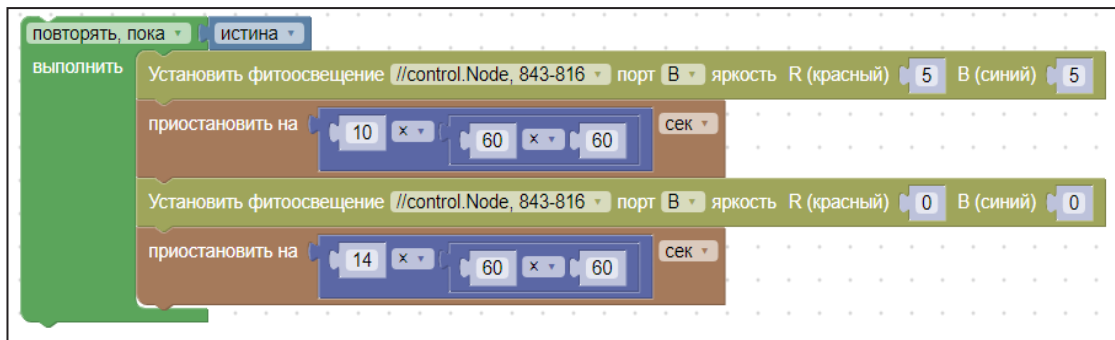 повторять, пока истина
выполнить
Установить фитоосвещение //control.Node, 843-816 порт B яркость R (красный) 5 B (синий) 5
приостановить на 10 × 60 × 60 сек
Установить фитоосвещение //control.Node, 843-816 порт B яркость R (красный) 0 B (синий) 0
приостановить на 14 × 60 × 60 сек